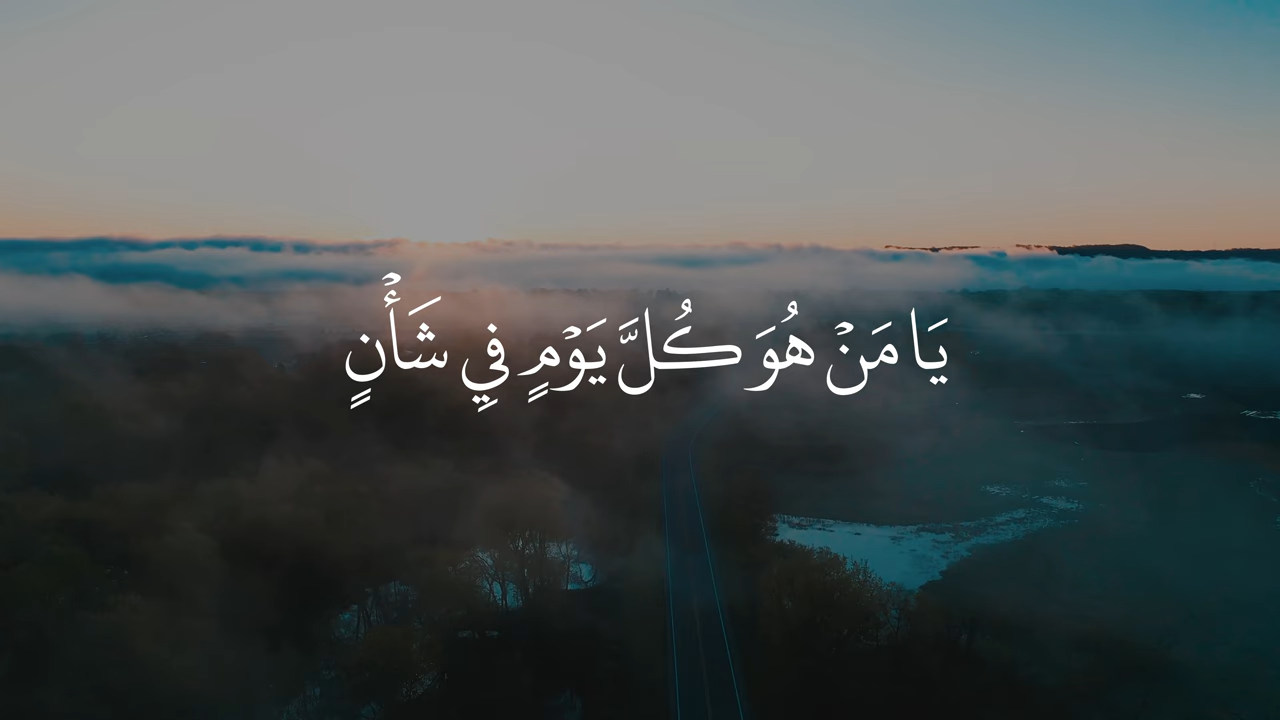 يَا مَنْ هُوَ كُلَّ يَوْمٍ فِي شَأْنٍ